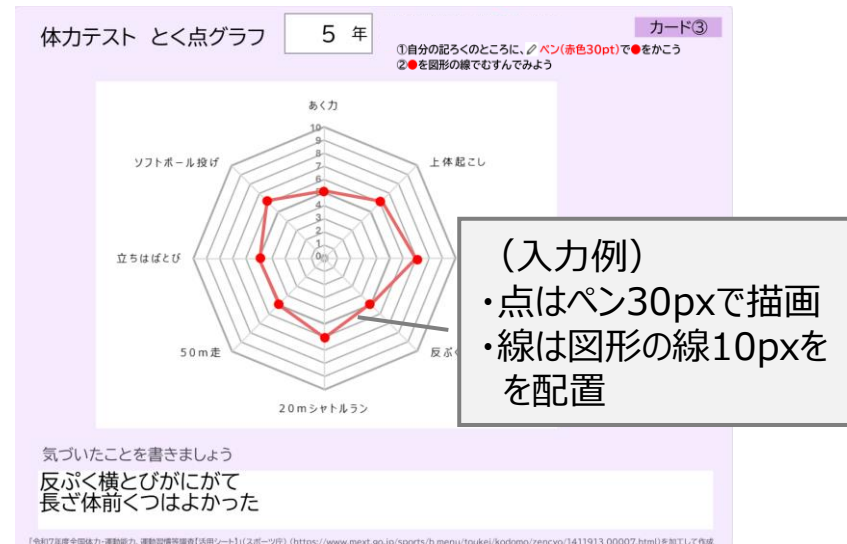 体力テスト とく点グラフ
5 年
カード③
①自分の記ろくのところに、ペン(赤色30pt)で●をかこう
②●を図形の線でむすんでみよう
あく力
10
9
8
7
6
5
4
3
2
1
0
ソフトボール投げ
上体起こし
立ちはばとび
50m走
反ぷく
20mシャトルラン
(入力例)
・点はペン30pxで描画
・線は図形の線10pxを
を配置
気づいたことを書きましょう
反ぷく横とびがにがて
長ざ体前くつはよかった